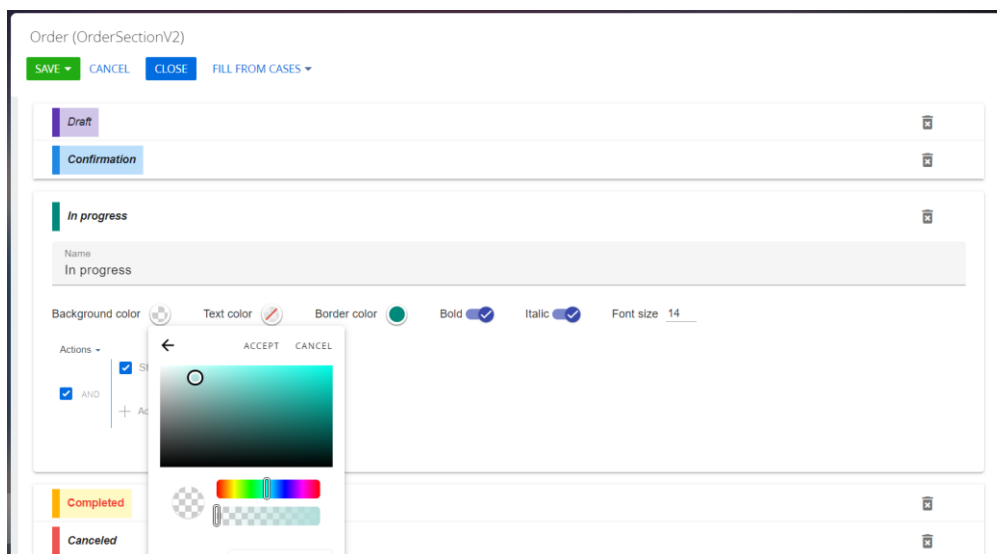 Order (OrderSectionV2)
SAVE CANCEL CLOSE FILL FROM CASES
Draft
Confirmation
In progress
Name
In progress
Background color Text color Border color Bold Italic Font size 14
ACCEPT CANCEL
Actions
AND
Completed
Canceled